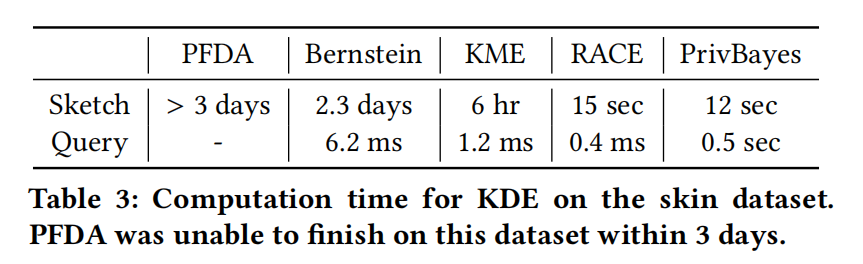 PFDA Bernstein KME RACE PrivBayes
Sketch > 3 days 2.3 days 6 hr 15 sec 12 sec
Query - 6.2 ms 1.2 ms 0.4 ms 0.5 sec
Table 3: Computation time for KDE on the skin dataset.
PFDA was unable to finish on this dataset within 3 days.